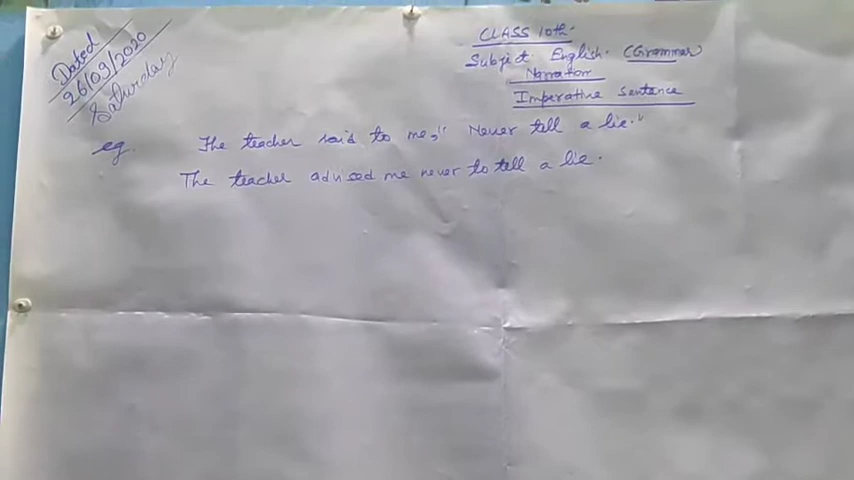 Dated
26/09/2020
Saturday
CLASS 10th.
Subject English. (Grammar)
Narration
Imperative Sentence
eg. The teacher said to me, "Never tell a lie."
The teacher advised me never to tell a lie.